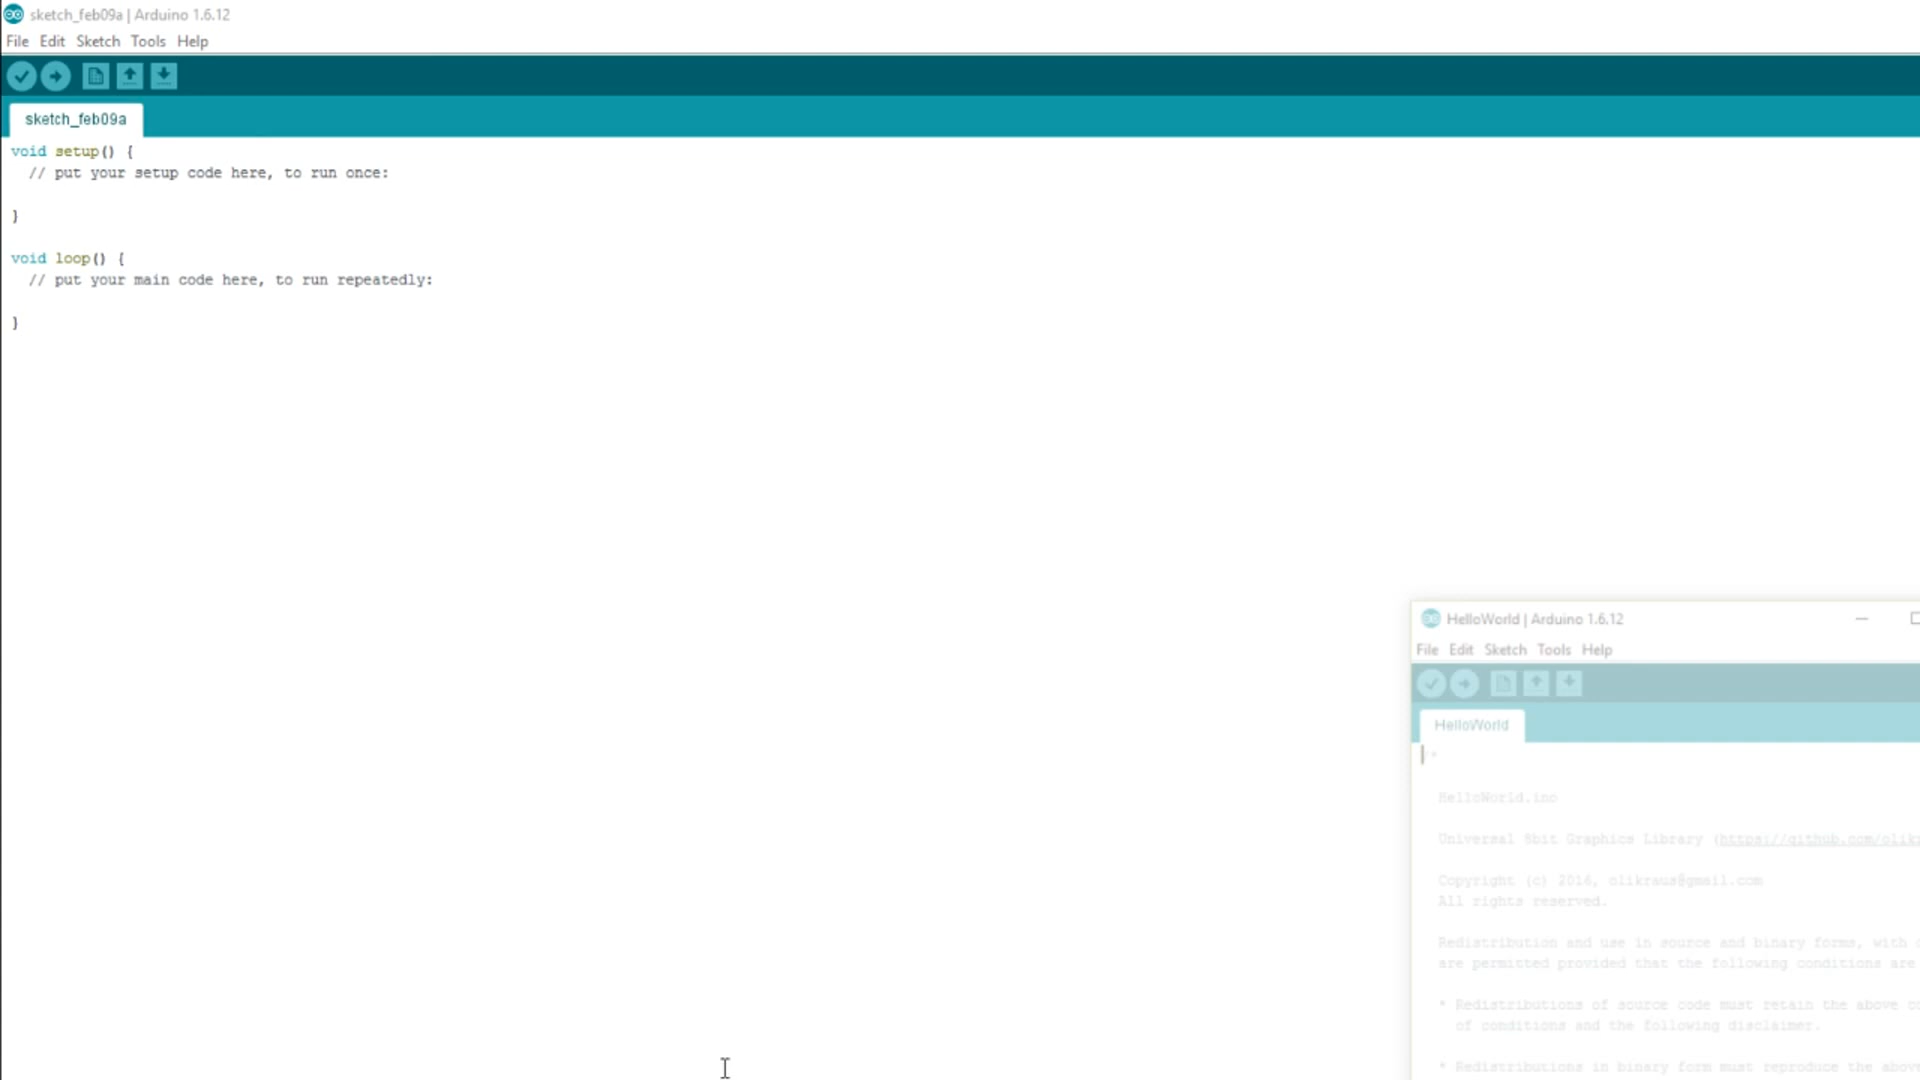 sketch_feb09a | Arduino 1.6.12
File Edit Sketch Tools Help
sketch_feb09a
void setup() {
  // put your setup code here, to run once:
}
void loop() {
  // put your main code here, to run repeatedly:
}
HelloWorld | Arduino 1.6.12
File Edit Sketch Tools Help
HelloWorld
HelloWorld.ino
Universal 8bit Graphics Library (https://github.com/olik
Copyright (c) 2016, olikraus@gmail.com
All rights reserved.
Redistribution and use in source and binary forms, with
are permitted provided that the following conditions are
* Redistributions of source code must retain the above
of conditions and the following disclaimer.
* Redistributions in binary form must reproduce the above